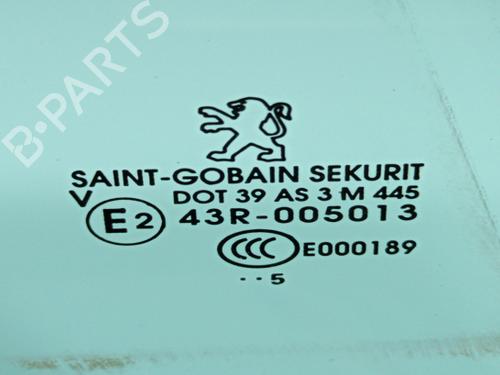 B-PARTS
SAINT-GOBAIN SEKURIT
V DOT 39 AS 3 M 445
E2 43R-005013
CCC E000189
·· 5